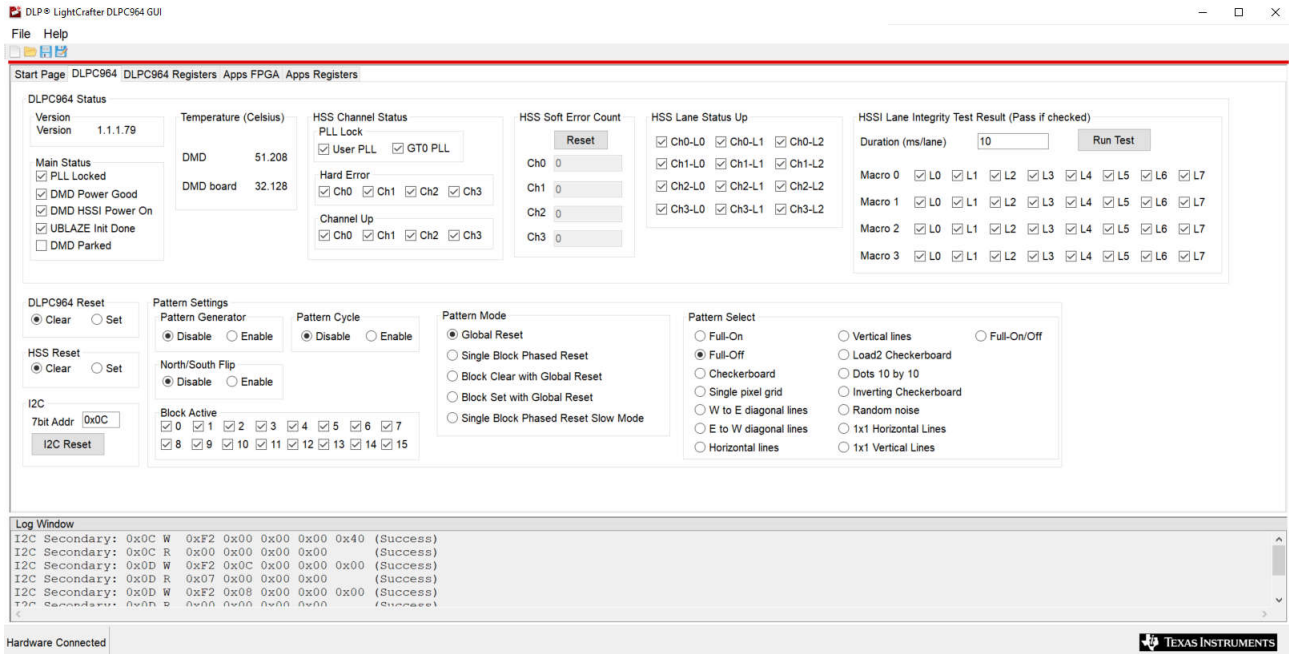 DLP® LightCrafter DLPC964 GUI
File Help
Start Page DLPC964 DLPC964 Registers Apps FPGA Apps Registers
DLPC964 Status
Version
Version 1.1.1.79
Main Status
PLL Locked
DMD Power Good
DMD HSSI Power On
UBLAZE Init Done
DMD Parked
Temperature (Celsius)
DMD 51.208
DMD board 32.128
HSS Channel Status
PLL Lock
User PLL GT0 PLL
Hard Error
Ch0 Ch1 Ch2 Ch3
Channel Up
Ch0 Ch1 Ch2 Ch3
HSS Soft Error Count
Reset
Ch0 0
Ch1 0
Ch2 0
Ch3 0
HSS Lane Status Up
Ch0-L0 Ch0-L1 Ch0-L2
Ch1-L0 Ch1-L1 Ch1-L2
Ch2-L0 Ch2-L1 Ch2-L2
Ch3-L0 Ch3-L1 Ch3-L2
HSSI Lane Integrity Test Result (Pass if checked)
Duration (ms/lane) 10 Run Test
Macro 0 L0 L1 L2 L3 L4 L5 L6 L7
Macro 1 L0 L1 L2 L3 L4 L5 L6 L7
Macro 2 L0 L1 L2 L3 L4 L5 L6 L7
Macro 3 L0 L1 L2 L3 L4 L5 L6 L7
DLPC964 Reset
Clear Set
HSS Reset
Clear Set
I2C
7bit Addr 0x0C
I2C Reset
Pattern Settings
Pattern Generator
Disable Enable
Pattern Cycle
Disable Enable
North/South Flip
Disable Enable
Block Active
0 1 2 3 4 5 6 7
8 9 10 11 12 13 14 15
Pattern Mode
Global Reset
Single Block Phased Reset
Block Clear with Global Reset
Block Set with Global Reset
Single Block Phased Reset Slow Mode
Pattern Select
Full-On
Full-Off
Checkerboard
Single pixel grid
W to E diagonal lines
E to W diagonal lines
Horizontal lines
Vertical lines
Load2 Checkerboard
Dots 10 by 10
Inverting Checkerboard
Random noise
1x1 Horizontal Lines
1x1 Vertical Lines
Full-On/Off
Log Window
I2C Secondary: 0x0C W 0xF2 0x00 0x00 0x00 0x40 (Success)
I2C Secondary: 0x0C R 0x00 0x00 0x00 0x00 (Success)
I2C Secondary: 0x0D W 0xF2 0x0C 0x00 0x00 0x00 (Success)
I2C Secondary: 0x0D R 0x07 0x00 0x00 0x00 (Success)
I2C Secondary: 0x0D W 0xF2 0x08 0x00 0x00 0x00 (Success)
I2C Secondary: 0x0D R 0x00 0x00 0x00 0x00 (Success)
Hardware Connected
TEXAS INSTRUMENTS